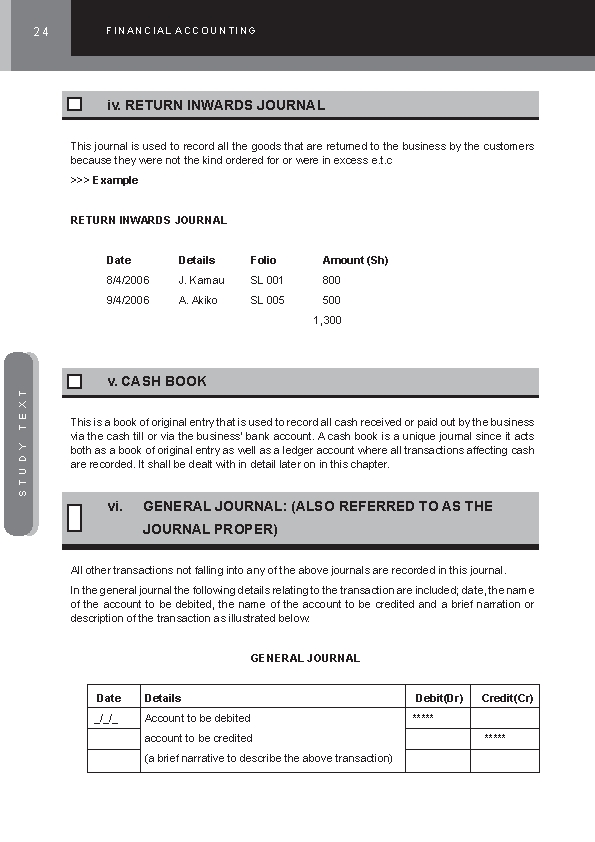 24
FINANCIAL ACCOUNTING
iv. RETURN INWARDS JOURNAL
This journal is used to record all the goods that are returned to the business by the customers
because they were not the kind ordered for or were in excess e.t.c
>>> Example
RETURN INWARDS JOURNAL
Date Details Folio Amount (Sh)
8/4/2006 J. Kamau SL 001 800
9/4/2006 A. Akiko SL 005 500
1,300
v. CASH BOOK
This is a book of original entry that is used to record all cash received or paid out by the business
via the cash till or via the business' bank account. A cash book is a unique journal since it acts
both as a book of original entry as well as a ledger account where all transactions affecting cash
are recorded. It shall be dealt with in detail later on in this chapter.
STUDY TEXT
vi. GENERAL JOURNAL: (ALSO REFERRED TO AS THE
JOURNAL PROPER)
All other transactions not falling into any of the above journals are recorded in this journal.
In the general journal the following details relating to the transaction are included; date, the name
of the account to be debited, the name of the account to be credited and a brief narration or
description of the transaction as illustrated below.
GENERAL JOURNAL
Date Details Debit(Dr) Credit(Cr)
_/_/_ Account to be debited *****
account to be credited *****
(a brief narrative to describe the above transaction)